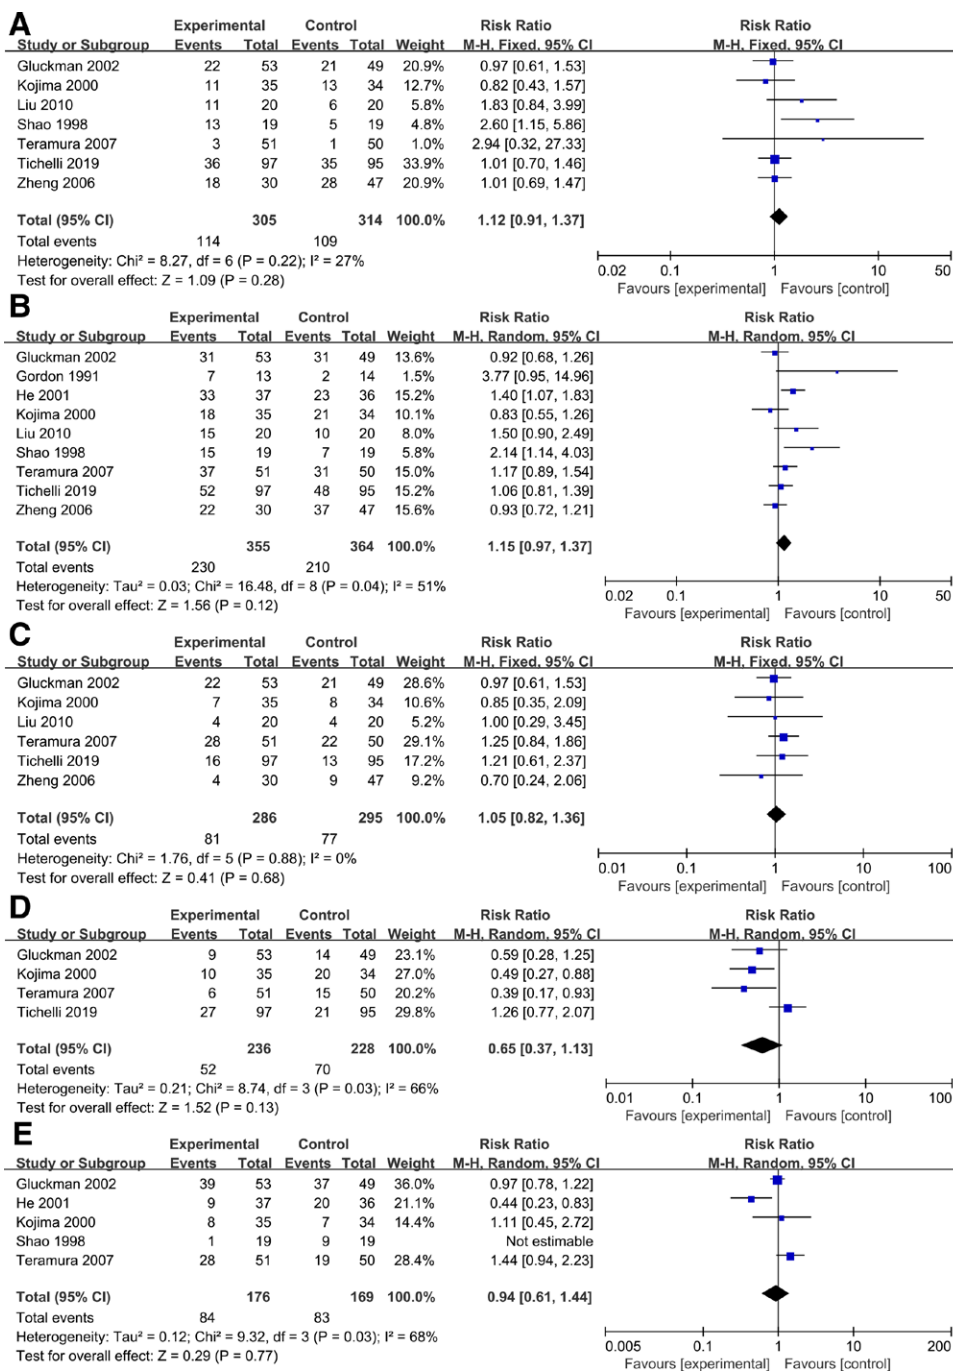 A
Experimental Control Risk Ratio Risk Ratio
Study or Subgroup Events Total Events Total Weight M-H, Fixed, 95% CI M-H, Fixed, 95% CI
Gluckman 2002 22 53 21 49 20.9% 0.97 [0.61, 1.53]
Kojima 2000 11 35 13 34 12.7% 0.82 [0.43, 1.57]
Liu 2010 11 20 6 20 5.8% 1.83 [0.84, 3.99]
Shao 1998 13 19 5 19 4.8% 2.60 [1.15, 5.86]
Teramura 2007 3 51 1 50 1.0% 2.94 [0.32, 27.33]
Tichelli 2019 36 97 35 95 33.9% 1.01 [0.70, 1.46]
Zheng 2006 18 30 28 47 20.9% 1.01 [0.69, 1.47]
Total (95% CI) 305 314 100.0% 1.12 [0.91, 1.37]
Total events 114 109
Heterogeneity: Chi² = 8.27, df = 6 (P = 0.22); I² = 27%
Test for overall effect: Z = 1.09 (P = 0.28)
0.02 0.1 1 10 50
Favours [experimental] Favours [control]
B
Experimental Control Risk Ratio Risk Ratio
Study or Subgroup Events Total Events Total Weight M-H, Random, 95% CI M-H, Random, 95% CI
Gluckman 2002 31 53 31 49 13.6% 0.92 [0.68, 1.26]
Gordon 1991 7 13 2 14 1.5% 3.77 [0.95, 14.96]
He 2001 33 37 23 36 15.2% 1.40 [1.07, 1.83]
Kojima 2000 18 35 21 34 10.1% 0.83 [0.55, 1.26]
Liu 2010 15 20 10 20 8.0% 1.50 [0.90, 2.49]
Shao 1998 15 19 7 19 5.8% 2.14 [1.14, 4.03]
Teramura 2007 37 51 31 50 15.0% 1.17 [0.89, 1.54]
Tichelli 2019 52 97 48 95 15.2% 1.06 [0.81, 1.39]
Zheng 2006 22 30 37 47 15.6% 0.93 [0.72, 1.21]
Total (95% CI) 355 364 100.0% 1.15 [0.97, 1.37]
Total events 230 210
Heterogeneity: Tau² = 0.03; Chi² = 16.48, df = 8 (P = 0.04); I² = 51%
Test for overall effect: Z = 1.56 (P = 0.12)
0.02 0.1 1 10 50
Favours [experimental] Favours [control]
C
Experimental Control Risk Ratio Risk Ratio
Study or Subgroup Events Total Events Total Weight M-H, Fixed, 95% CI M-H, Fixed, 95% CI
Gluckman 2002 22 53 21 49 28.6% 0.97 [0.61, 1.53]
Kojima 2000 7 35 8 34 10.6% 0.85 [0.35, 2.09]
Liu 2010 4 20 4 20 5.2% 1.00 [0.29, 3.45]
Teramura 2007 28 51 22 50 29.1% 1.25 [0.84, 1.86]
Tichelli 2019 16 97 13 95 17.2% 1.21 [0.61, 2.37]
Zheng 2006 4 30 9 47 9.2% 0.70 [0.24, 2.06]
Total (95% CI) 286 295 100.0% 1.05 [0.82, 1.36]
Total events 81 77
Heterogeneity: Chi² = 1.76, df = 5 (P = 0.88); I² = 0%
Test for overall effect: Z = 0.41 (P = 0.68)
0.01 0.1 1 10 100
Favours [experimental] Favours [control]
D
Experimental Control Risk Ratio Risk Ratio
Study or Subgroup Events Total Events Total Weight M-H, Random, 95% CI M-H, Random, 95% CI
Gluckman 2002 9 53 14 49 23.1% 0.59 [0.28, 1.25]
Kojima 2000 10 35 20 34 27.0% 0.49 [0.27, 0.88]
Teramura 2007 6 51 15 50 20.2% 0.39 [0.17, 0.93]
Tichelli 2019 27 97 21 95 29.8% 1.26 [0.77, 2.07]
Total (95% CI) 236 228 100.0% 0.65 [0.37, 1.13]
Total events 52 70
Heterogeneity: Tau² = 0.21; Chi² = 8.74, df = 3 (P = 0.03); I² = 66%
Test for overall effect: Z = 1.52 (P = 0.13)
0.01 0.1 1 10 100
Favours [experimental] Favours [control]
E
Experimental Control Risk Ratio Risk Ratio
Study or Subgroup Events Total Events Total Weight M-H, Random, 95% CI M-H, Random, 95% CI
Gluckman 2002 39 53 37 49 36.0% 0.97 [0.78, 1.22]
He 2001 9 37 20 36 21.1% 0.44 [0.23, 0.83]
Kojima 2000 8 35 7 34 14.4% 1.11 [0.45, 2.72]
Shao 1998 1 19 9 19 Not estimable
Teramura 2007 28 51 19 50 28.4% 1.44 [0.94, 2.23]
Total (95% CI) 176 169 100.0% 0.94 [0.61, 1.44]
Total events 84 83
Heterogeneity: Tau² = 0.12; Chi² = 9.32, df = 3 (P = 0.03); I² = 68%
Test for overall effect: Z = 0.29 (P = 0.77)
0.005 0.1 1 10 200
Favours [experimental] Favours [control]